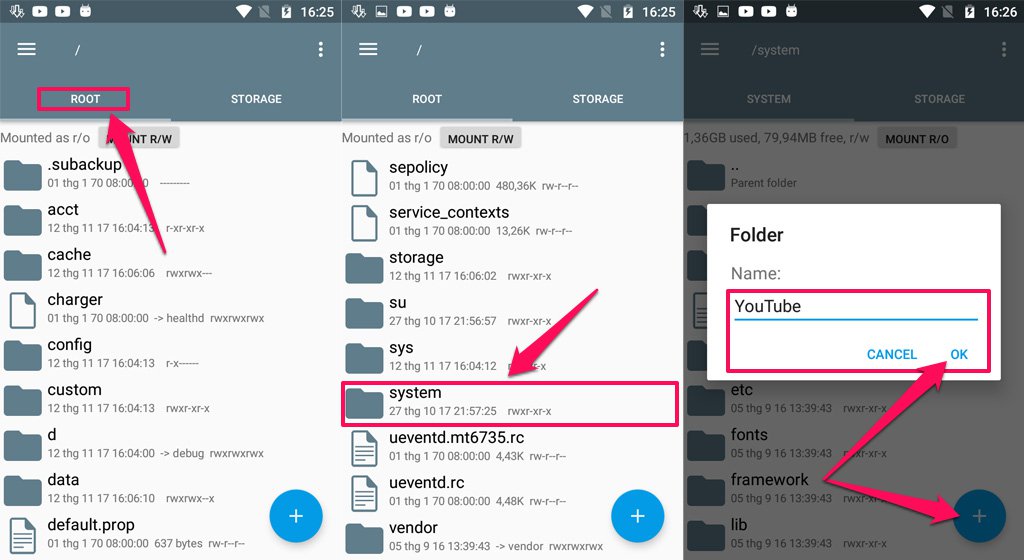 16:25
/
ROOT
STORAGE
Mounted as r/o
MOUNT R/W
.subackup
01 thg 1 70 08:00:00 ---------
acct
12 thg 11 17 16:04:13 r-xr-xr-x
cache
12 thg 11 17 16:06:06 rwxrwx---
charger
01 thg 1 70 08:00:00 -> healthd rwxrwxrwx
config
12 thg 11 17 16:04:13 r-x------
custom
12 thg 11 17 16:04:13 rwxr-xr-x
d
12 thg 11 17 16:04:00 -> debug rwxrwxrwx
data
12 thg 11 17 16:06:10 rwxrwx--x
default.prop
01 thg 1 70 08:00:00 637 bytes rw-r--r--
+
16:25
/
ROOT
STORAGE
Mounted as r/o
MOUNT R/W
sepolicy
01 thg 1 70 08:00:00 480,36K rw-r--r--
service_contexts
01 thg 1 70 08:00:00 13,26K rw-r--r--
storage
12 thg 11 17 16:06:02 rwxr-xr-x
su
27 thg 10 17 21:56:57 rwxr-xr-x
sys
12 thg 11 17 16:04:12
system
27 thg 10 17 21:57:25 rwxr-xr-x
ueventd.mt6735.rc
01 thg 1 70 08:00:00 4,43K rw-r--r--
ueventd.rc
01 thg 1 70 08:00:00 4,48K rw-r--r--
vendor
05 thg 9 16 13:39:43 -> vendor rwxrwxrwx
+
16:26
/system
SYSTEM
STORAGE
1,36GB used, 79,94MB free, r/w
MOUNT R/O
..
Parent folder
Folder
Name:
YouTube
CANCEL
OK
etc
05 thg 9 16 13:39:43 rwxr-xr-x
fonts
05 thg 9 16 13:39:43 rwxr-xr-x
framework
05 thg 9 16 13:39:43
lib
05 thg 9 16 13:39:43 rwxr-xr-x
+